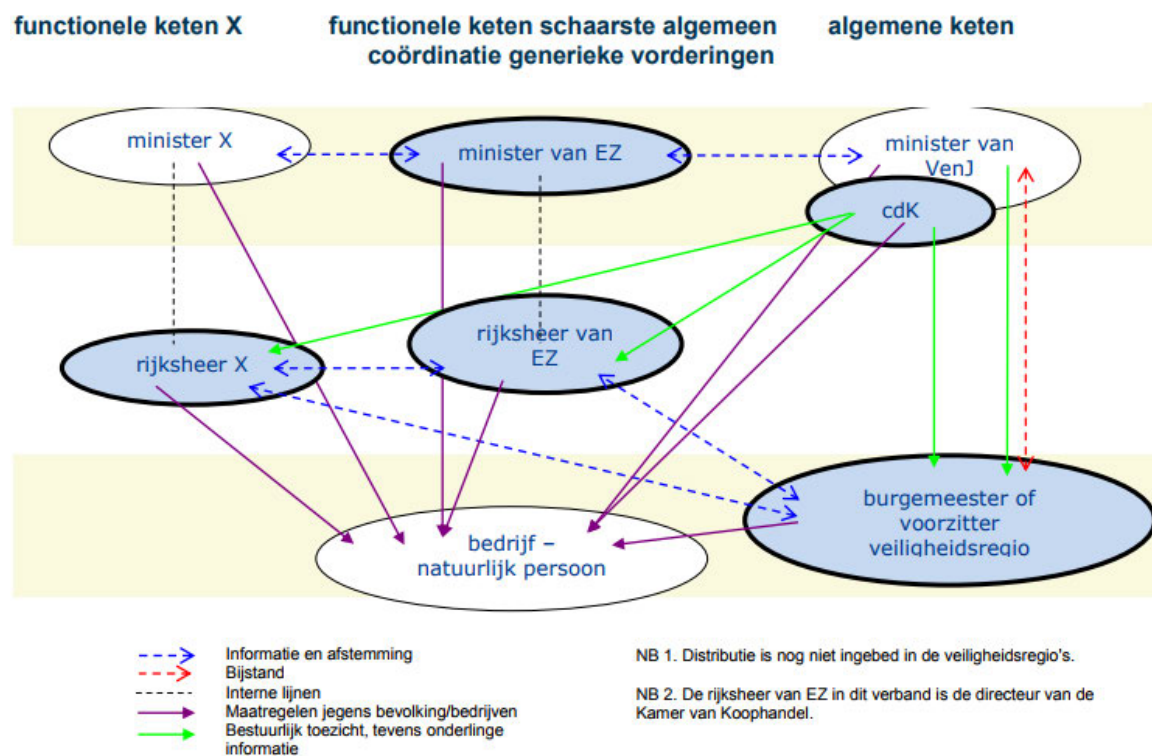 functionele keten X
functionele keten schaarste algemeen
coördinatie generieke vorderingen
algemene keten
minister X
minister van EZ
minister van
VenJ
cdK
rijksheer X
rijksheer van
EZ
burgemeester of
voorzitter
veiligheidsregio
bedrijf –
natuurlijk persoon
Informatie en afstemming
Bijstand
Interne lijnen
Maatregelen jegens bevolking/bedrijven
Bestuurlijk toezicht, tevens onderlinge
informatie
NB 1. Distributie is nog niet ingebed in de veiligheidsregio's.
NB 2. De rijksheer van EZ in dit verband is de directeur van de
Kamer van Koophandel.